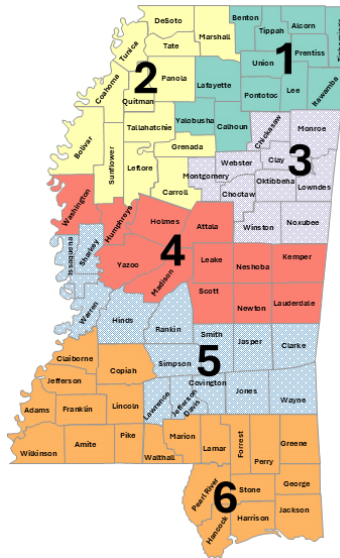 DeSoto
Benton
Alcorn
Tippah
Marshall
Tate
Tunica
Prentiss
1
Union
2
Panola
Coahoma
Lafayette
Pontotoc
Lee
Itawamba
Quitman
Yalobusha
Calhoun
Chickasaw
Monroe
Tallahatchie
Bolivar
Grenada
Sunflower
Leflore
Webster
Clay
3
Montgomery
Oktibbeha
Lowndes
Carroll
Choctaw
Washington
Humphreys
Holmes
Attala
Winston
Noxubee
Sharkey
Issaquena
4
Yazoo
Madison
Leake
Neshoba
Kemper
Scott
Newton
Lauderdale
Warren
Hinds
Rankin
Smith
Jasper
Clarke
5
Claiborne
Copiah
Simpson
Covington
Jefferson
Lawrence
Jefferson
Davis
Jones
Wayne
Adams
Franklin
Lincoln
Wilkinson
Amite
Pike
Walthall
Marion
Lamar
Forrest
Perry
Greene
Pearl River
6
Stone
George
Hancock
Harrison
Jackson